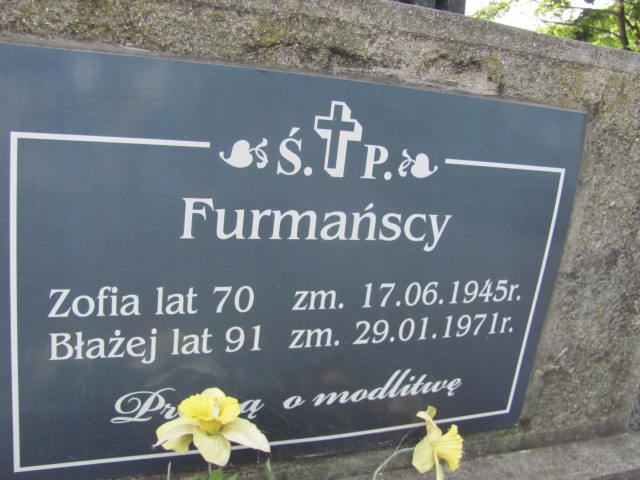 Ś. P.
Furmańscy
Zofia lat 70 zm. 17.06.1945r.
Błażej lat 91 zm. 29.01.1971r.
o modlitwę